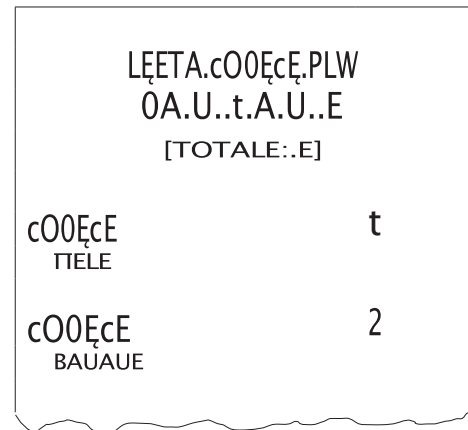 LĘETA.cO0ĘcĘ.PLW
0A.U..t.A.U..E
[TOTALE:.E]
cO0ĘcE t
ΠELE
cO0ĘcE 2
BAUAUE